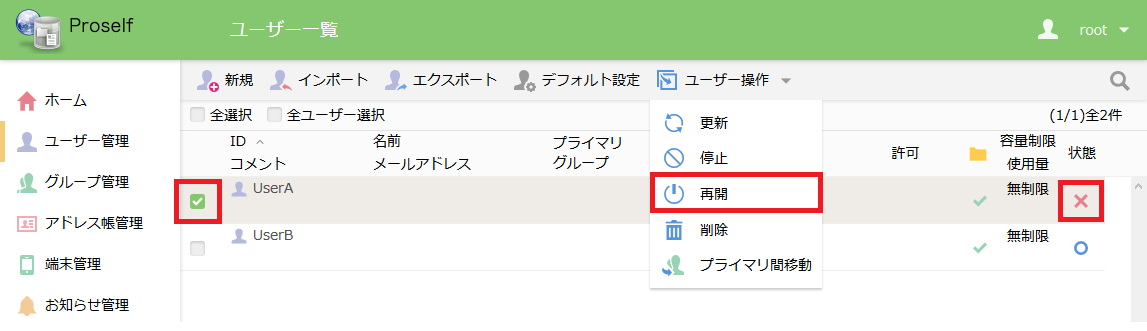 Proself
ユーザー一覧
root
新規
インポート
エクスポート
デフォルト設定
ユーザー操作
ホーム
ユーザー管理
グループ管理
アドレス帳管理
端末管理
お知らせ管理
全選択
全ユーザー選択
(1/1)全2件
ID
コメント
名前
メールアドレス
プライマリ
グループ
許可
容量制限
使用量
状態
更新
停止
再開
削除
プライマリ間移動
UserA
無制限
UserB
無制限